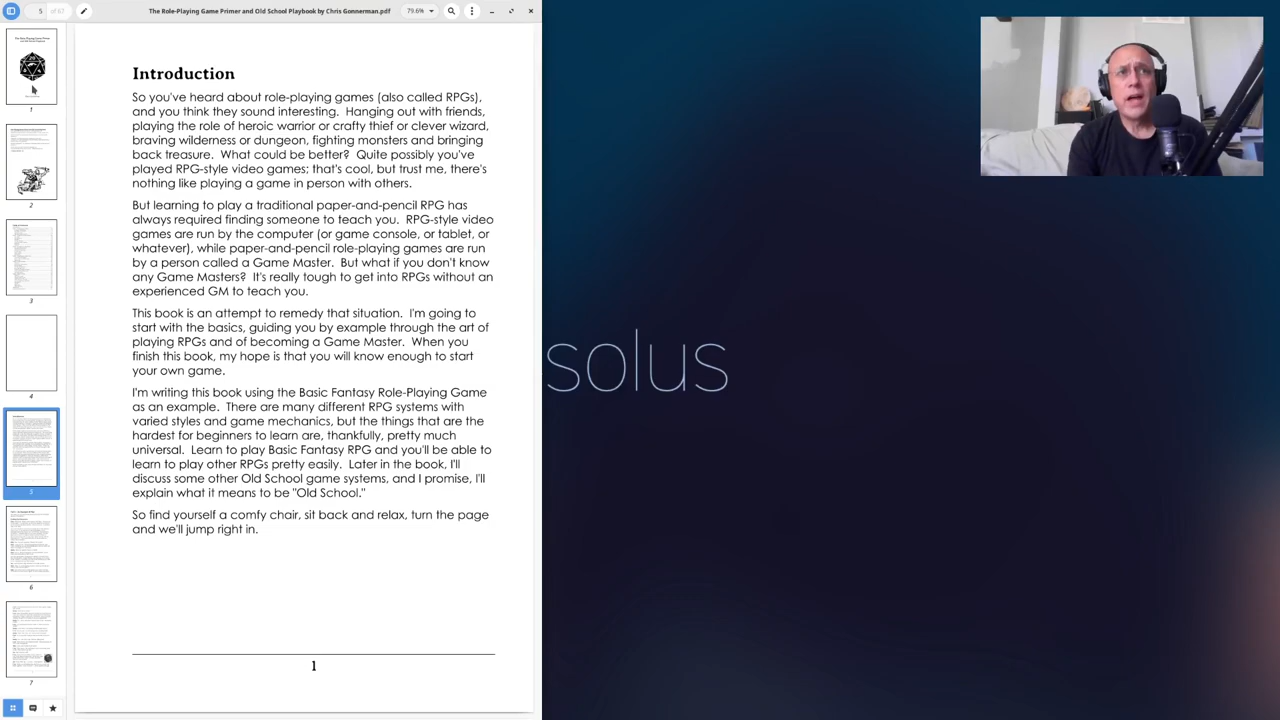 5 of 67
The Role-Playing Game Primer and Old School Playbook by Chris Gonnerman.pdf
79.6%
1
2
3
4
5
6
7
Introduction
So you've heard about role-playing games (also called RPGs),
and you think they sound interesting. Hanging out with friends,
playing the role of heroic warrior or crafty thief or clever wizard,
braving wilderness or dungeon, fighting monsters and bringing
back treasure. What could be better? Quite possibly you've
played RPG-style video games; that's cool, but trust me, there's
nothing like playing a game in person with others.
But learning to play a traditional paper-and-pencil RPG has
always required finding someone to teach you. RPG-style video
games are run by the computer (or game console, or tablet, or
whatever), while paper-and-pencil role-playing games are run
by a person called a Game Master. But what if you don't know
any Game Masters? It's fairly tough to get into RPGs without an
experienced GM to teach you.
This book is an attempt to remedy that situation. I'm going to
start with the basics, guiding you by example through the art of
playing RPGs and of becoming a Game Master. When you
finish this book, my hope is that you will know enough to start
your own game.
I'm writing this book using the Basic Fantasy Role-Playing Game
as an example. There are many different RPG systems with
varied styles and game mechanics, but the things that are the
hardest for beginners to learn are, thankfully, pretty much
universal. Learn to play Basic Fantasy RPG and you'll be able to
learn to play other RPGs pretty easily. Later in the book, I'll
discuss some other Old School game systems, and I promise, I'll
explain what it means to be "Old School."
So find yourself a comfy chair, sit back and relax, turn the page
and we'll jump right in.
1
solus